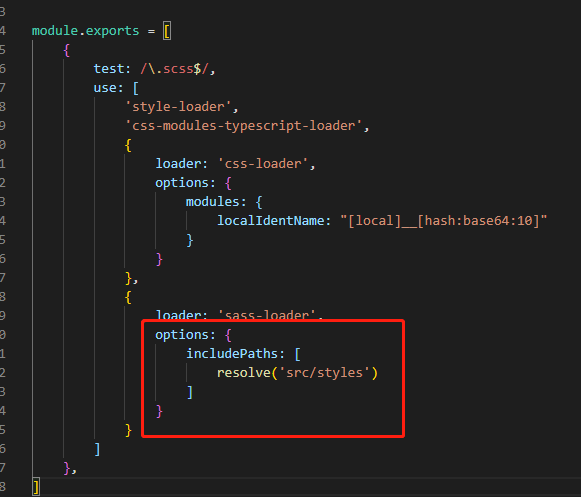 3
4 module.exports = [
5 {
6 test: /\.scss$/,
7 use: [
8 'style-loader',
9 'css-modules-typescript-loader',
0 {
1 loader: 'css-loader',
2 options: {
3 modules: {
4 localIdentName: "[local]__[hash:base64:10]"
5 }
6 }
7 },
8 {
9 loader: 'sass-loader',
0 options: {
1 includePaths: [
2 resolve('src/styles')
3 ]
4 }
5 }
6 ]
7 },
8 ]